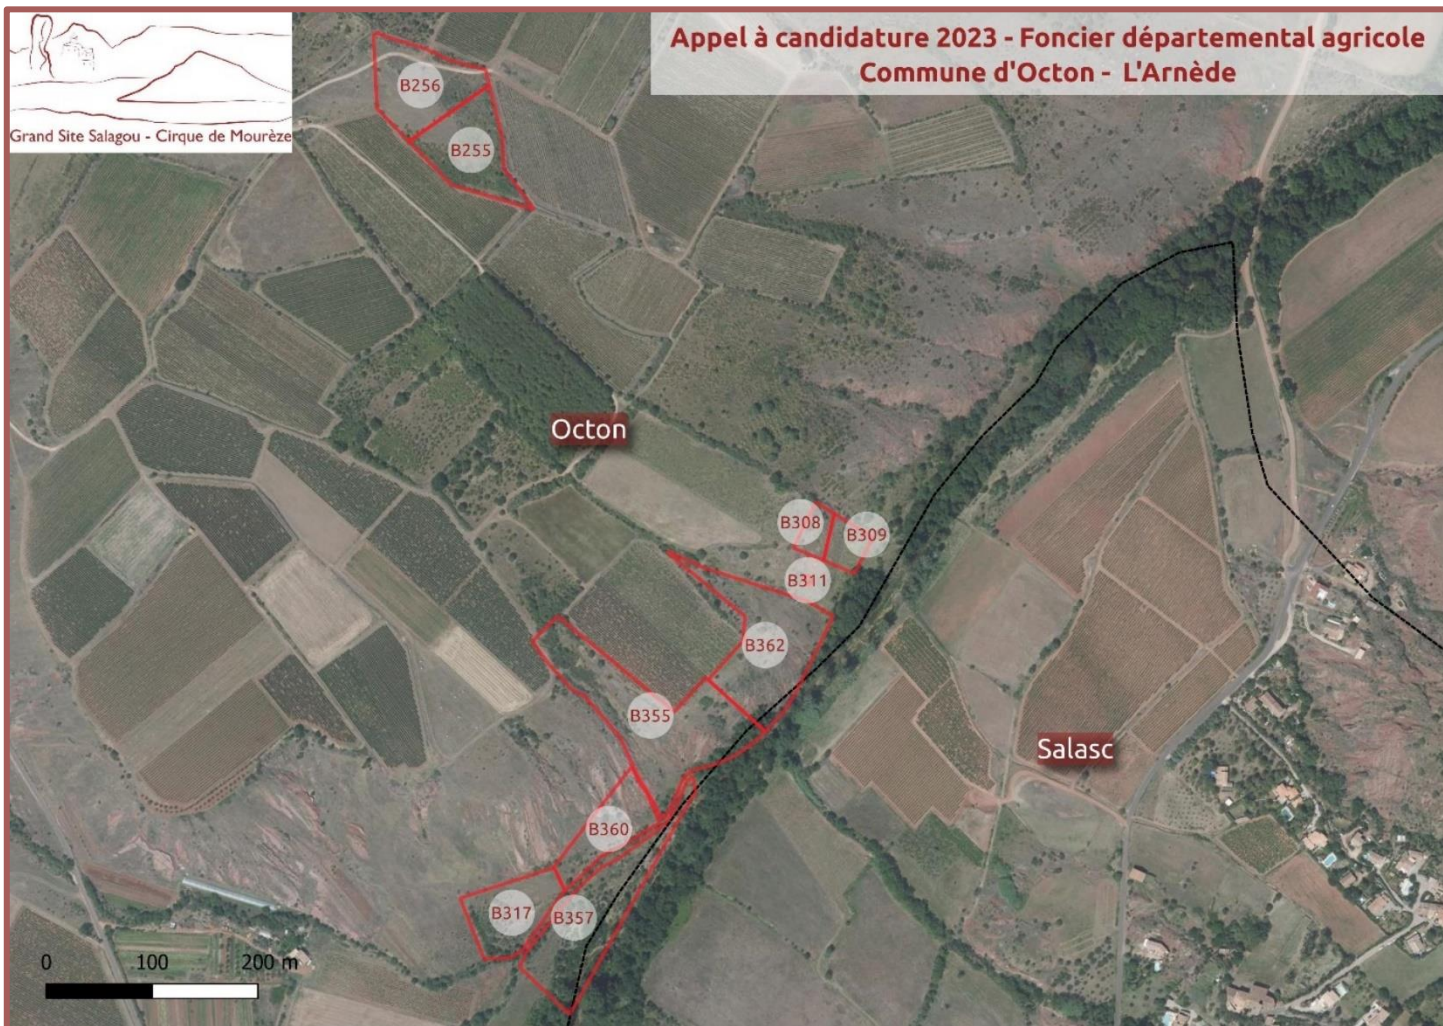 Grand Site Salagou - Cirque de Mourèze
Appel à candidature 2023 - Foncier départemental agricole
Commune d'Octon - L'Arnède
B256
B255
Octon
B308
B309
B311
B362
B355
Salasc
B360
B317
B357
0 100 200 m